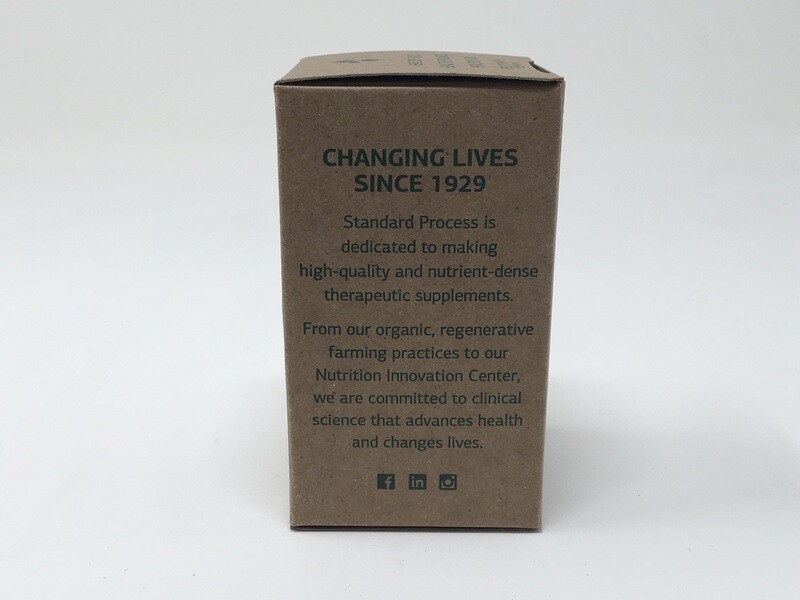 CHANGING LIVES
SINCE 1929
Standard Process is
dedicated to making
high-quality and nutrient-dense
therapeutic supplements.
From our organic, regenerative
farming practices to our
Nutrition Innovation Center,
we are committed to clinical
science that advances health
and changes lives.